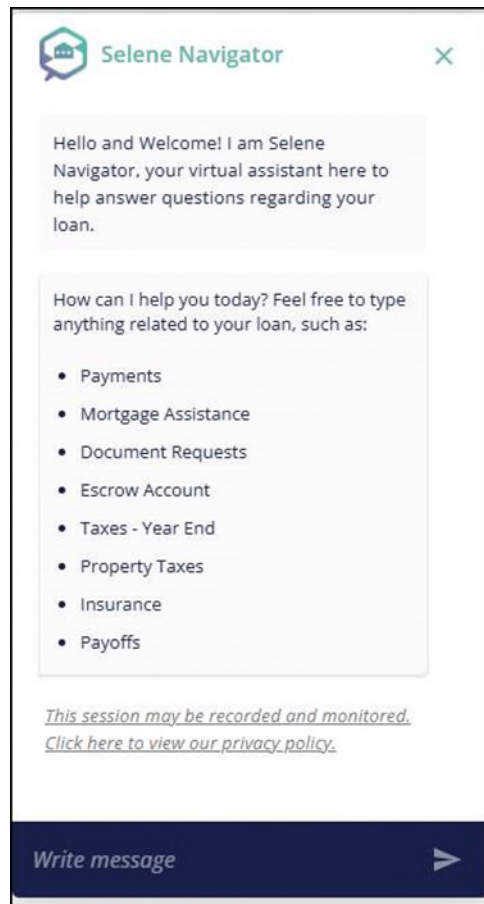 Selene Navigator
Hello and Welcome! I am Selene
Navigator, your virtual assistant here to
help answer questions regarding your
loan.
How can I help you today? Feel free to type
anything related to your loan, such as:
• Payments
• Mortgage Assistance
• Document Requests
• Escrow Account
• Taxes - Year End
• Property Taxes
• Insurance
• Payoffs
This session may be recorded and monitored.
Click here to view our privacy policy.
Write message